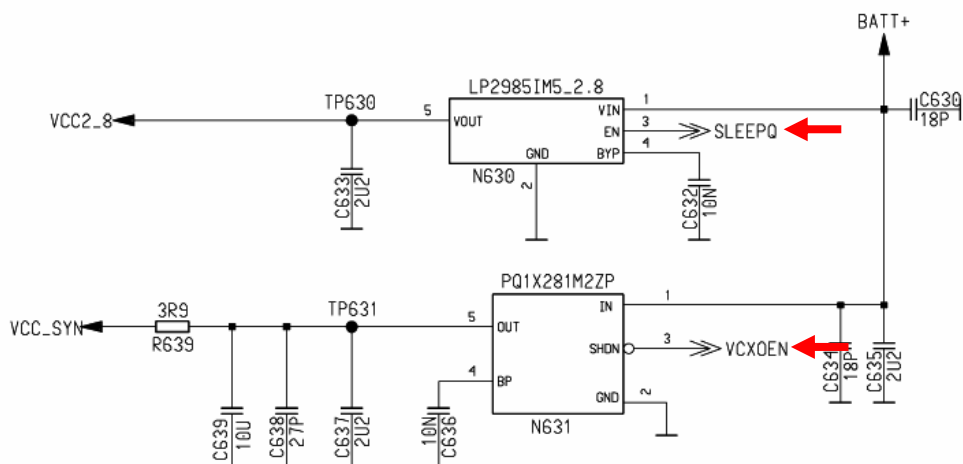 BATT+
LP2985IM5_2.8
C630
18P
TP630
VCC2_8
5
VOUT
VIN
1
EN
3
SLEEPQ
BYP
4
GND
N630
2
C633
2U2
C632
10N
PQ1X281M2ZP
3R9
TP631
VCC_SYN
R639
5
OUT
IN
1
SHDN
3
VCXOEN
C634
18P
C635
2U2
4
BP
GND
2
N631
C639
10U
C638
27P
C637
2U2
10N
C636